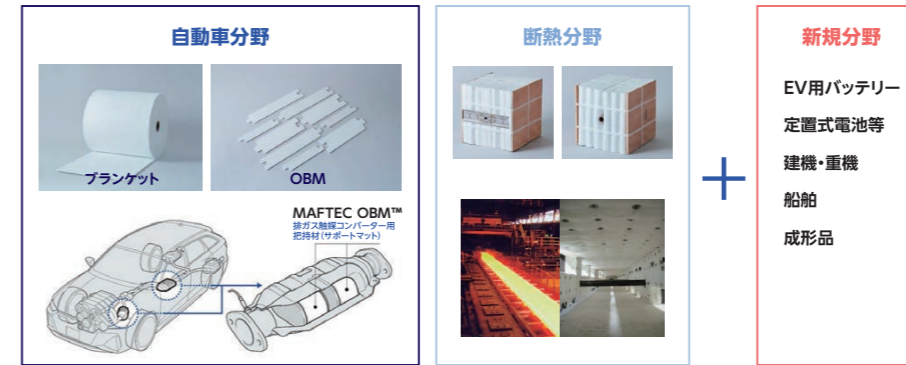 自動車分野
ブランケット
OBM
MAFTEC OBM™
排ガス触媒コンバーター用
把持材（サポートマット）
断熱分野
+
新規分野
EV用バッテリー
定置式電池等
建機・重機
船舶
成形品